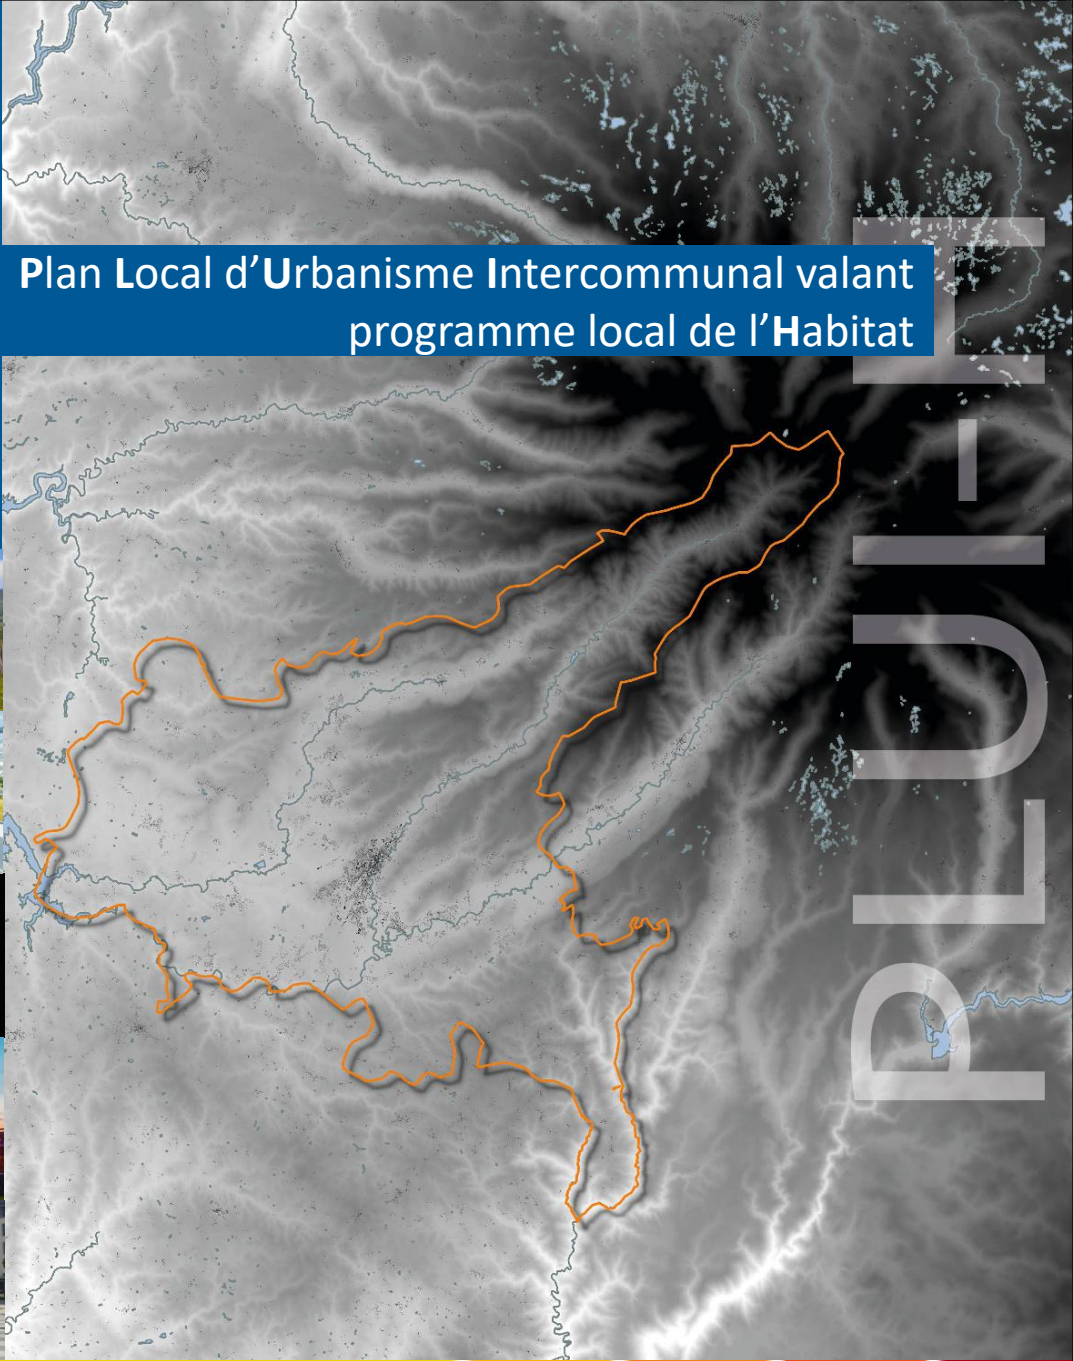 Plan Local d’Urbanisme Intercommunal valant
programme local de l’Habitat
PLUI-H